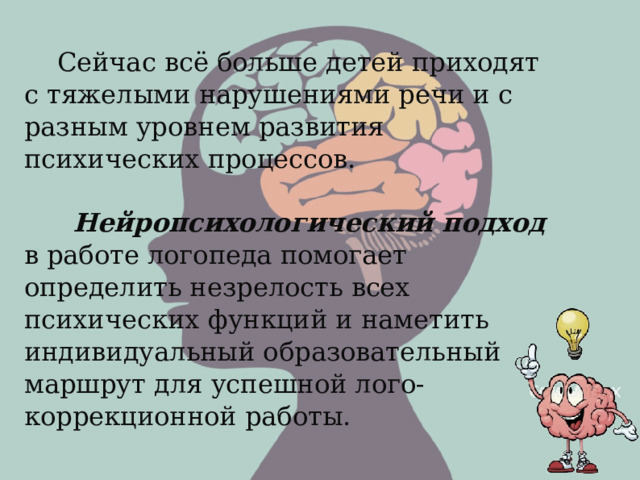 Сейчас всё больше детей приходят
с тяжелыми нарушениями речи и с
разным уровнем развития
психических процессов.
Нейропсихологический подход
в работе логопеда помогает
определить незрелость всех
психических функций и наметить
индивидуальный образовательный
маршрут для успешной лого-
коррекционной работы.